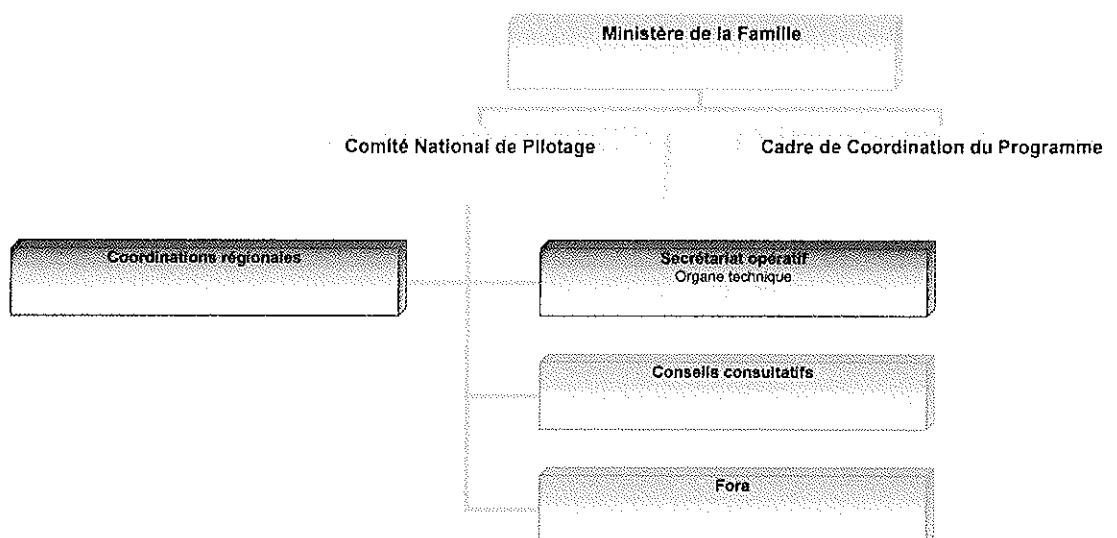 Ministère de la Famille
Comité National de Pilotage
Cadre de Coordination du Programme
Coordinations régionales
Secrétariat opératif
Organe technique
Conseils consultatifs
Fora